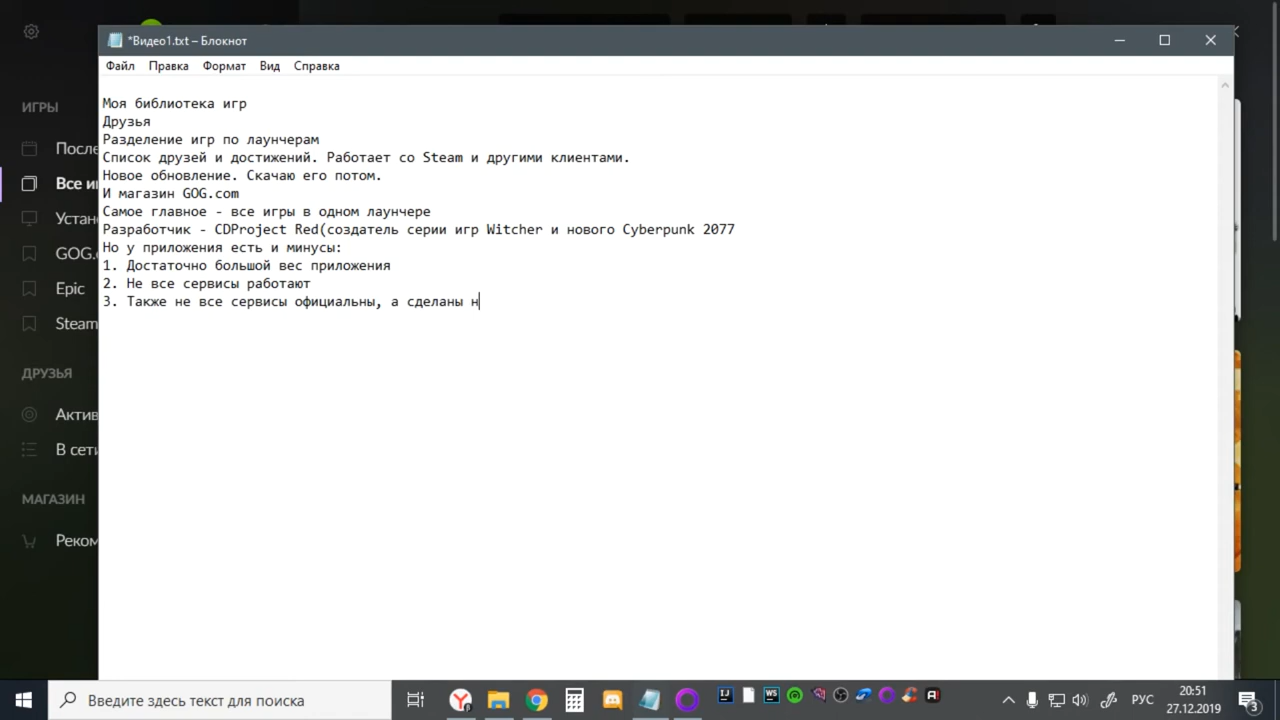 *Видео1.txt – Блокнот
Файл Правка Формат Вид Справка
Моя библиотека игр
Друзья
Разделение игр по лаунчерам
Список друзей и достижений. Работает со Steam и другими клиентами.
Новое обновление. Скачаю его потом.
И магазин GOG.com
Самое главное - все игры в одном лаунчере
Разработчик - CDProject Red(создатель серии игр Witcher и нового Cyberpunk 2077
Но у приложения есть и минусы:
1. Достаточно большой вес приложения
2. Не все сервисы работают
3. Также не все сервисы официальны, а сделаны н
ИГРЫ
После
Все и
Устан
GOG.
Epic
Steam
ДРУЗЬЯ
Актив
В сети
МАГАЗИН
Реком
Введите здесь текст для поиска
IJ
WS
РУС
20:51
27.12.2019
3